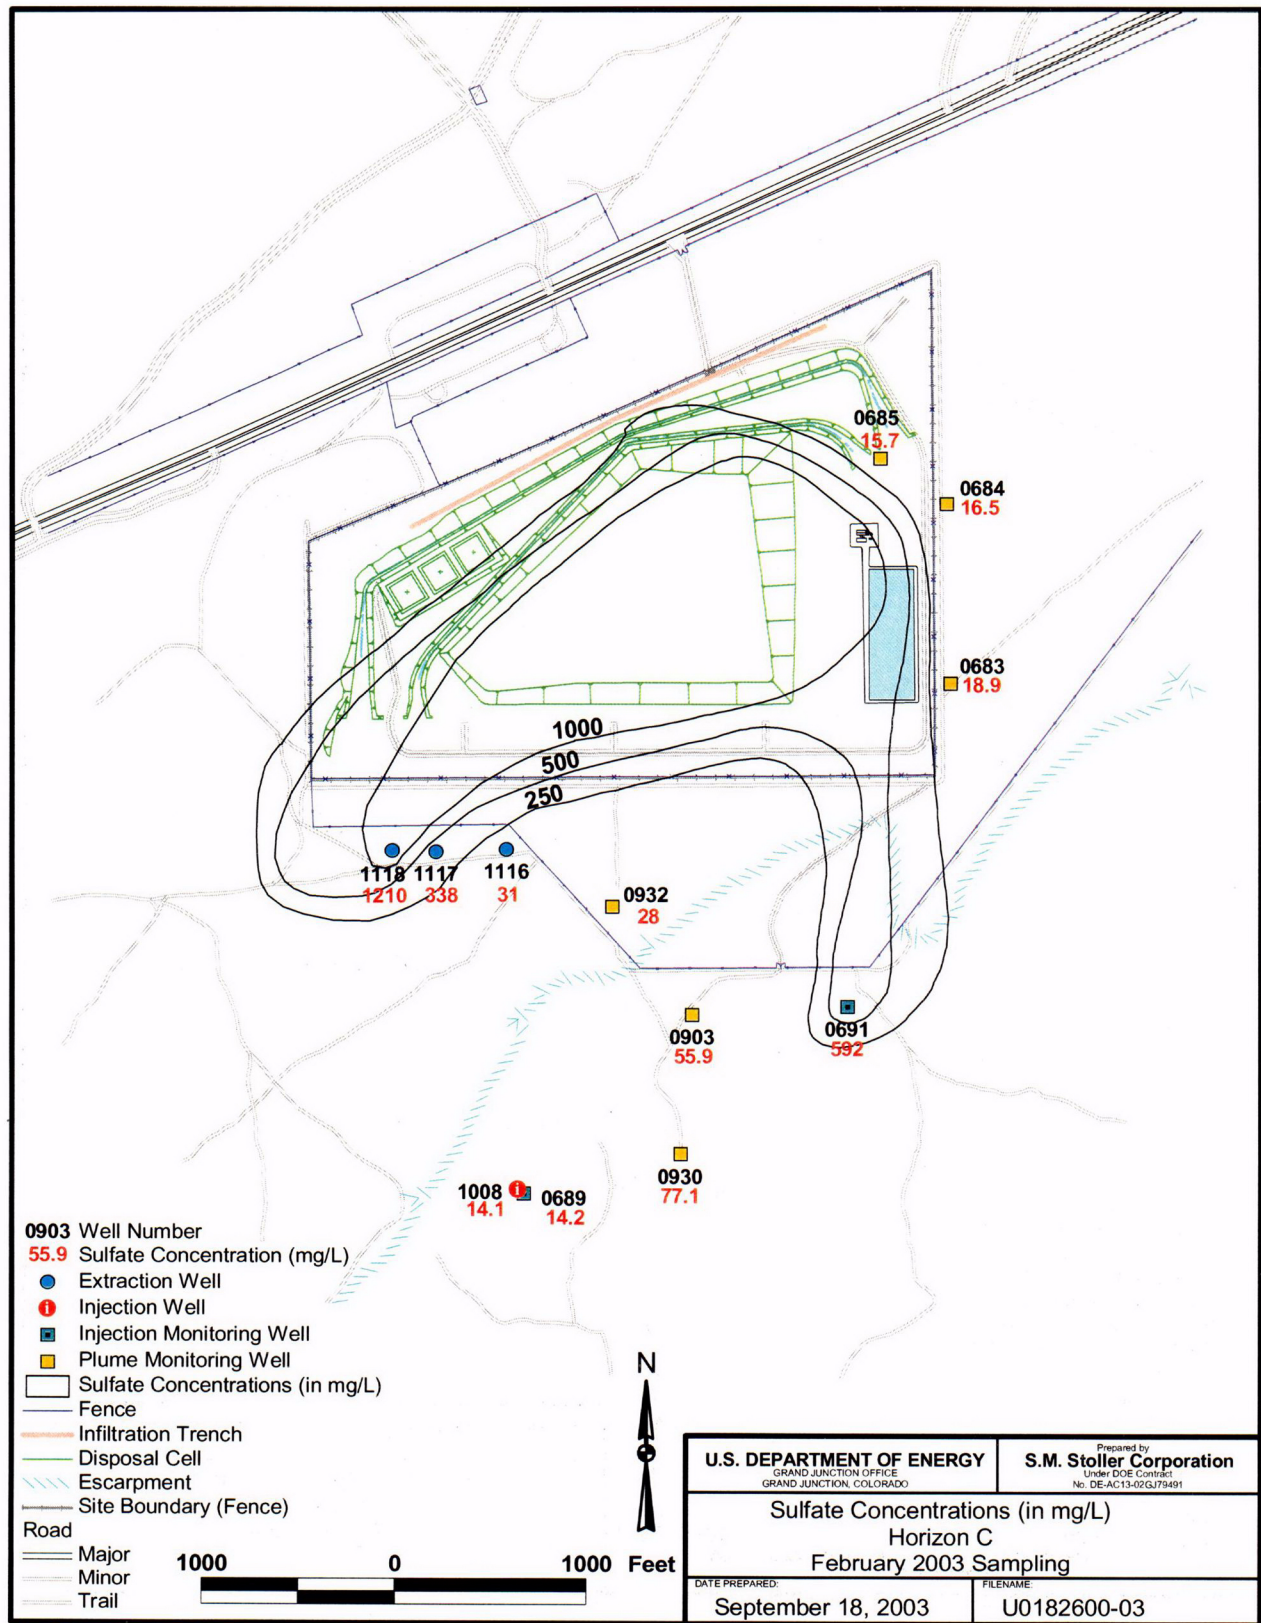 0685
15.7
0684
16.5
0683
18.9
1000
500
250
1118 1117 1116
1210 338 31
0932
28
0903
55.9
0691
592
0930
77.1
1008
14.1
0689
14.2
0903 Well Number
55.9 Sulfate Concentration (mg/L)
Extraction Well
i Injection Well
Injection Monitoring Well
Plume Monitoring Well
Sulfate Concentrations (in mg/L)
Fence
Infiltration Trench
Disposal Cell
Escarpment
Site Boundary (Fence)
Road
Major
Minor
Trail
1000 0 1000 Feet
N
U.S. DEPARTMENT OF ENERGY
GRAND JUNCTION OFFICE
GRAND JUNCTION, COLORADO
Prepared by
S.M. Stoller Corporation
Under DOE Contract
No. DE-AC13-02GJ79491
Sulfate Concentrations (in mg/L)
Horizon C
February 2003 Sampling
DATE PREPARED:
September 18, 2003
FILENAME:
U0182600-03